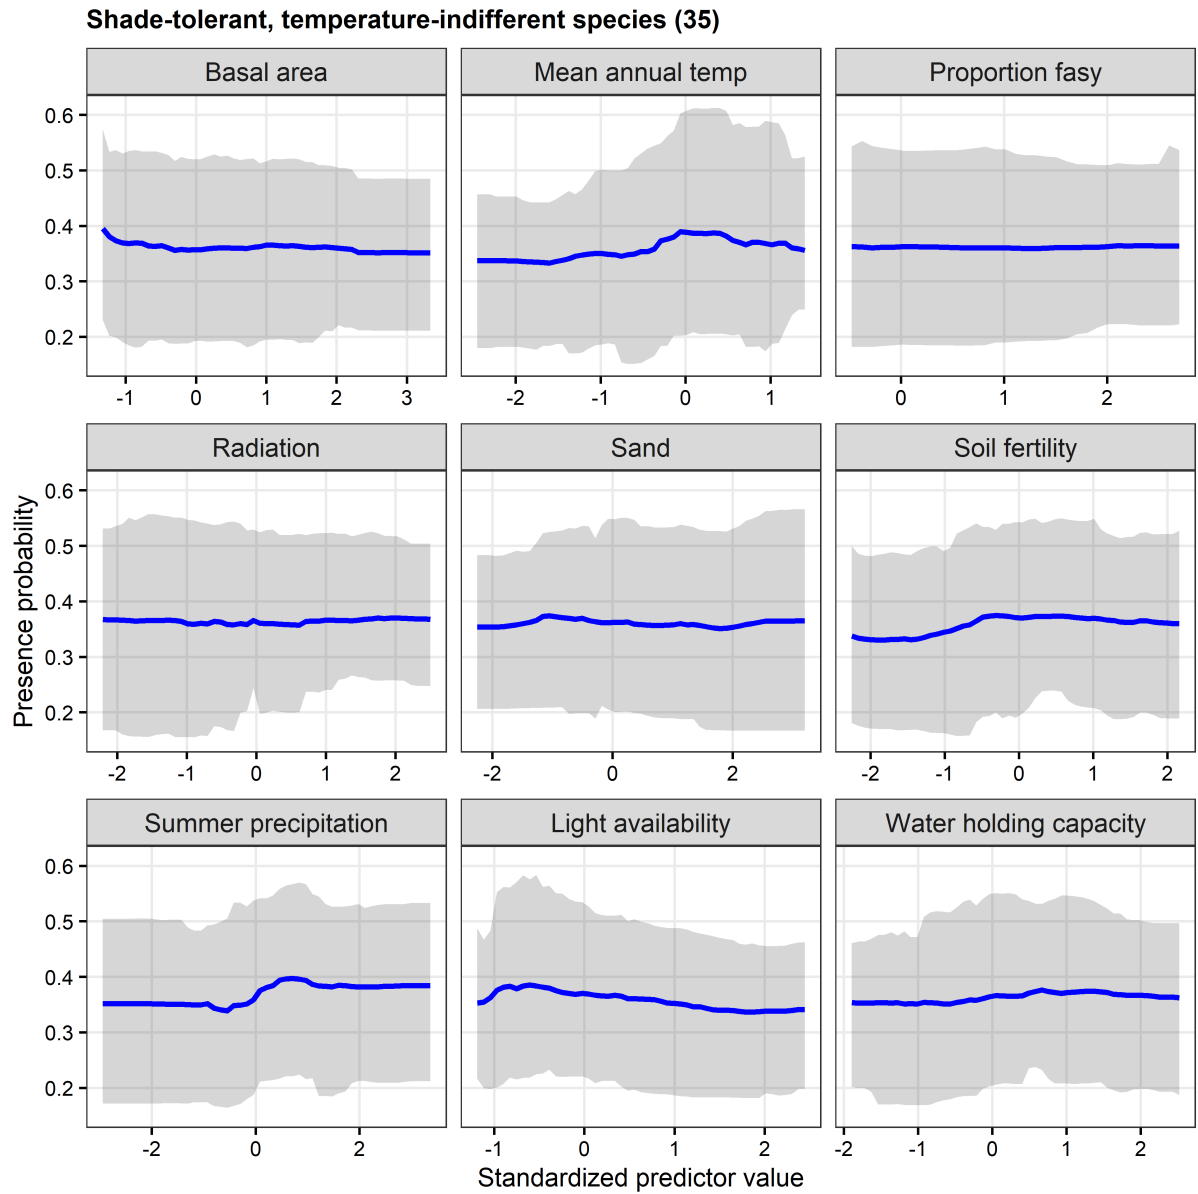 Shade-tolerant, temperature-indifferent species (35)
Basal area
Mean annual temp
Proportion fasy
0.6
0.5
0.4
0.3
0.2
-1 0 1 2 3
-2 -1 0 1
0 1 2
Radiation
Sand
Soil fertility
0.6
0.5
0.4
0.3
0.2
Presence probability
-2 -1 0 1 2
-2 0 2
-2 -1 0 1 2
Summer precipitation
Light availability
Water holding capacity
0.6
0.5
0.4
0.3
0.2
-2 0 2
-1 0 1 2
-2 -1 0 1 2
Standardized predictor value